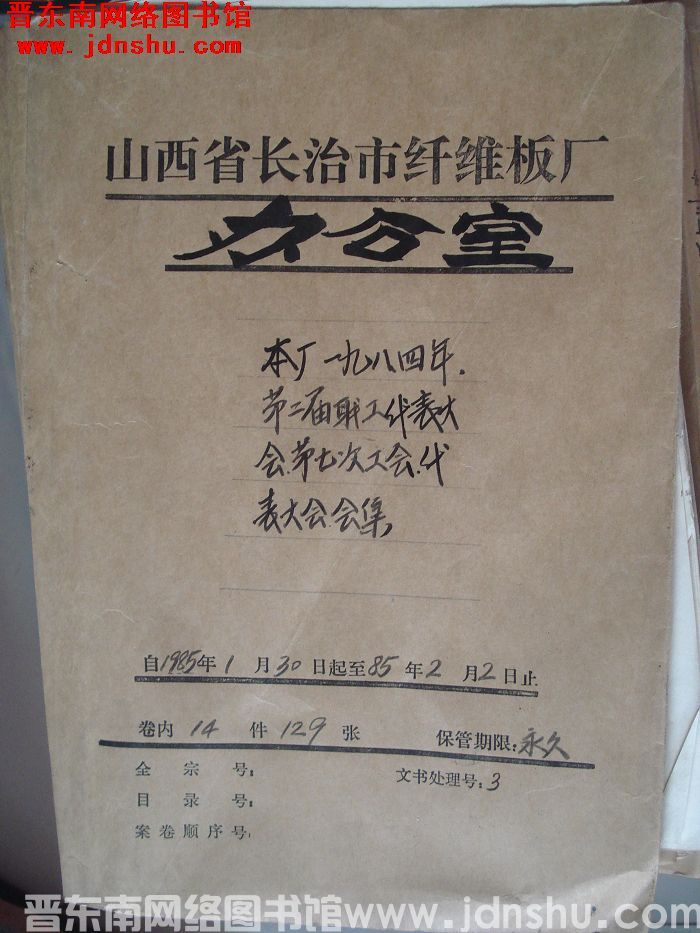 晋东南网络图书馆
www.jdnshu.com
山西省长治市纤维板厂
办公室
本厂一九八四年.
第二届职工代表大
会.第七次工会.代
表大会.会集,
自1985年1月30日起至85年2月2日止
卷内14件129张 保管期限:永久
全宗号: 文书处理号:3
目录号:
案卷顺序号:
晋东南网络图书馆www.jdnshu.com